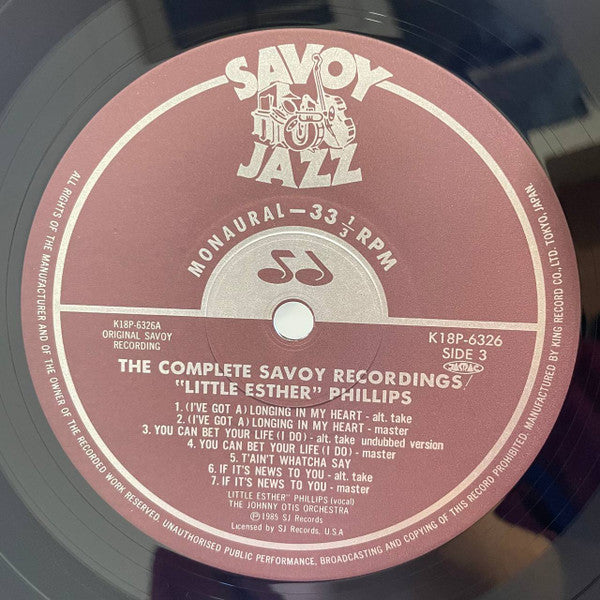 SAVOY
JAZZ
MONAURAL — 33 1/3 RPM
K18P-6326A
ORIGINAL SAVOY
RECORDING
K18P-6326
SIDE 3
JASRAC
THE COMPLETE SAVOY RECORDINGS/
"LITTLE ESTHER" PHILLIPS
1. (I'VE GOT A) LONGING IN MY HEART - alt. take
2. (I'VE GOT A) LONGING IN MY HEART - master
3. YOU CAN BET YOUR LIFE (I DO) - alt. take undubbed version
4. YOU CAN BET YOUR LIFE (I DO) - master
5. T'AIN'T WHATCHA SAY
6. IF IT'S NEWS TO YOU - alt. take
7. IF IT'S NEWS TO YOU - master
LITTLE ESTHER" PHILLIPS (vocal)
THE JOHNNY OTIS ORCHESTRA
Ⓟ©1985 SJ Records
Licensed by SJ Records, U.S.A
ALL RIGHTS OF THE MANUFACTURER AND OF THE OWNER OF THE RECORDED WORK RESERVED. UNAUTHORISED PUBLIC PERFORMANCE, BROADCASTING AND COPYING OF THIS RECORD PROHIBITED. MANUFACTURED BY KING RECORD CO., LTD. TOKYO, JAPAN.